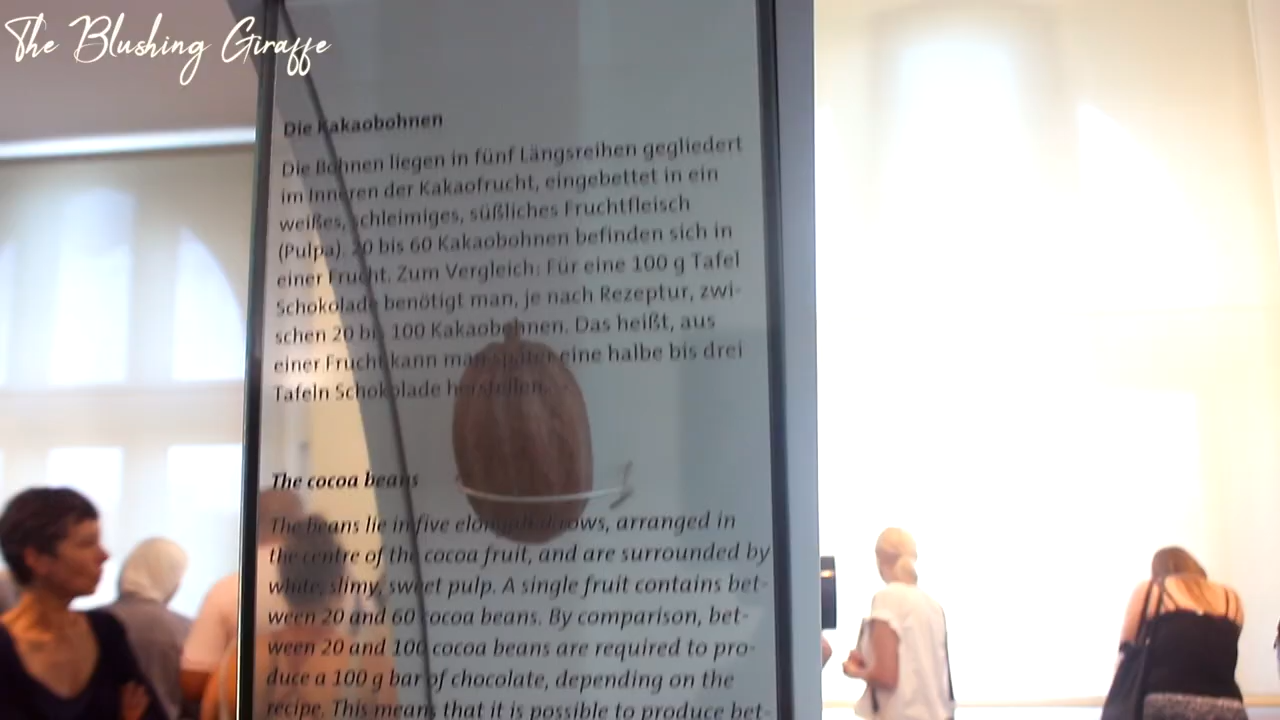 The Blushing Giraffe
Die Kakaobohnen
Die Bohnen liegen in fünf Längsreihen gegliedert
im Inneren der Kakaofrucht, eingebettet in ein
weißes, schleimiges, süßliches Fruchtfleisch
(Pulpa). 20 bis 60 Kakaobohnen befinden sich in
einer Frucht. Zum Vergleich: Für eine 100 g Tafel
Schokolade benötigt man, je nach Rezeptur, zwi-
schen 20 bis 100 Kakaobohnen. Das heißt, aus
einer Frucht kann man später eine halbe bis drei
Tafeln Schokolade herstellen.
The cocoa beans
The beans lie in five elongated rows, arranged in
the centre of the cocoa fruit, and are surrounded by
white, slimy, sweet pulp. A single fruit contains bet-
ween 20 and 60 cocoa beans. By comparison, bet-
ween 20 and 100 cocoa beans are required to pro-
duce a 100 g bar of chocolate, depending on the
recipe. This means that it is possible to produce bet-